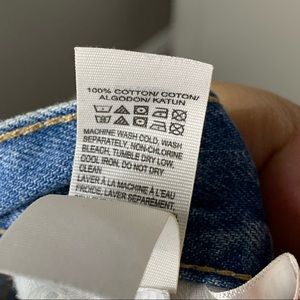 100% COTTON/ COTON/
ALGODON/ KATUN
MACHINE WASH COLD, WASH
SEPARATELY, NON-CHLORINE
BLEACH, TUMBLE DRY LOW,
COOL IRON, DO NOT DRY
CLEAN
LAVER À LA MACHINE À L'EAU
FROIDE, LAVER SEPAREMENT,